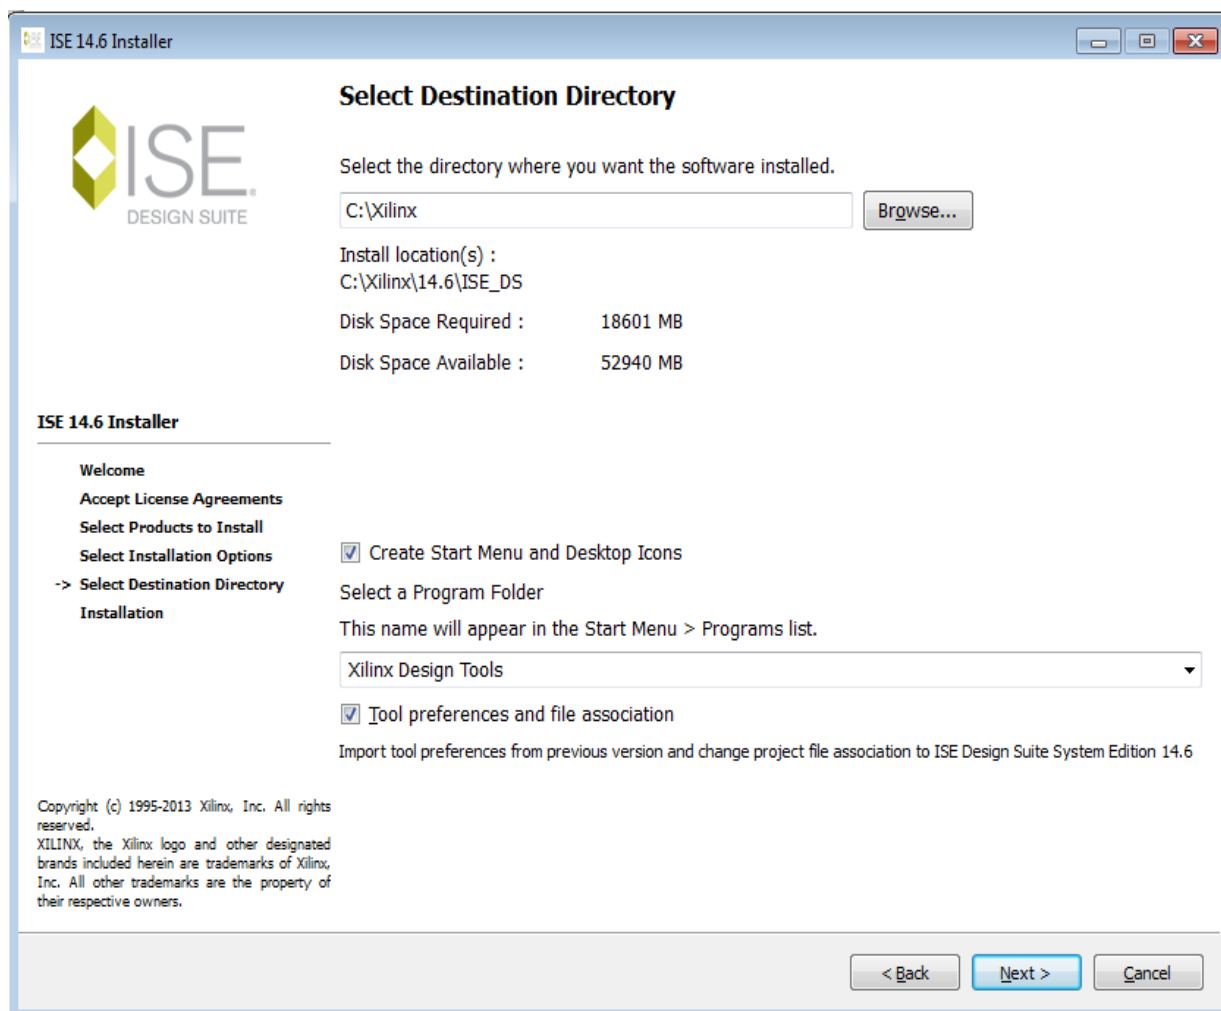 ISE 14.6 Installer
ISE
DESIGN SUITE
Select Destination Directory
Select the directory where you want the software installed.
C:\Xilinx
Browse...
Install location(s) :
C:\Xilinx\14.6\ISE_DS
Disk Space Required : 18601 MB
Disk Space Available : 52940 MB
ISE 14.6 Installer
Welcome
Accept License Agreements
Select Products to Install
Select Installation Options
-> Select Destination Directory
Installation
Create Start Menu and Desktop Icons
Select a Program Folder
This name will appear in the Start Menu > Programs list.
Xilinx Design Tools
Tool preferences and file association
Import tool preferences from previous version and change project file association to ISE Design Suite System Edition 14.6
Copyright (c) 1995-2013 Xilinx, Inc. All rights
reserved.
XILINX, the Xilinx logo and other designated
brands included herein are trademarks of Xilinx,
Inc. All other trademarks are the property of
their respective owners.
< Back
Next >
Cancel